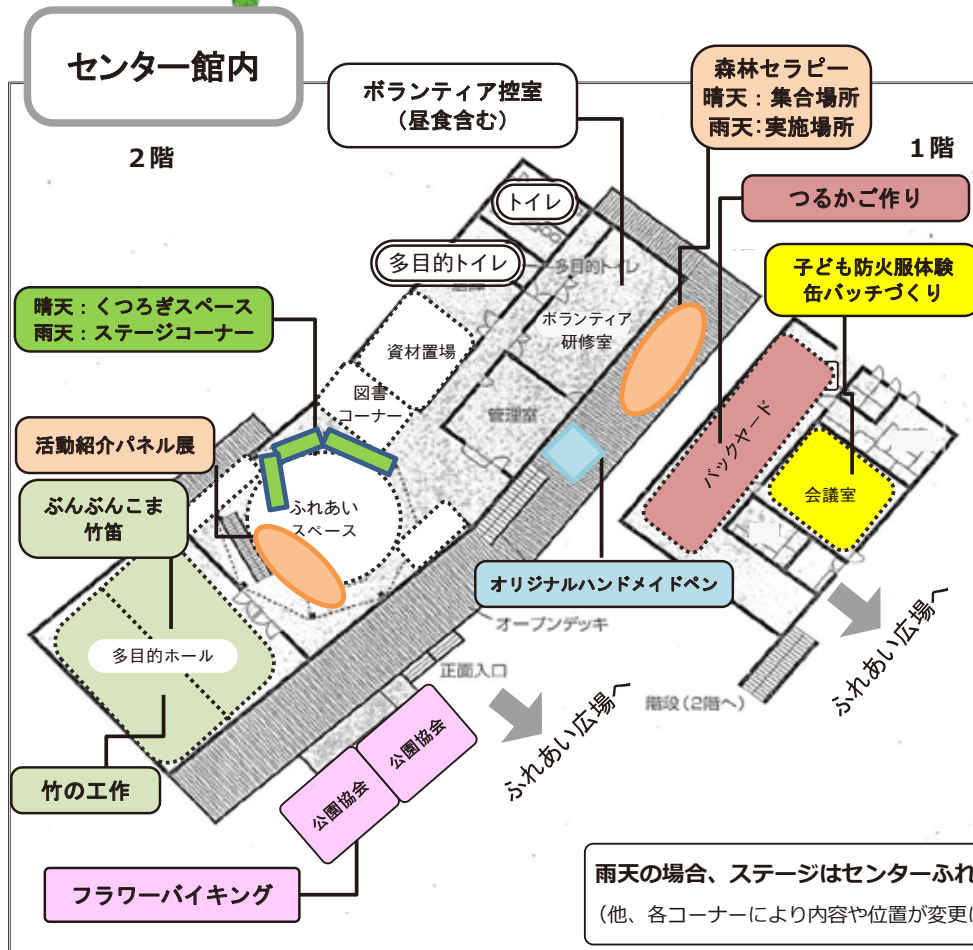 センター館内
2階
ボランティア控室
（昼食含む）
森林セラピー
晴天：集合場所
雨天：実施場所
1階
つるかご作り
トイレ
多目的トイレ
多目的トイレ
子ども防火服体験
缶バッチづくり
晴天：くつろぎスペース
雨天：ステージコーナー
ボランティア
研修室
資材置場
図書
コーナー
管理室
バックヤード
会議室
活動紹介パネル展
ふれあい
スペース
ぶんぶんこま
竹笛
オリジナルハンドメイドペン
オープンデッキ
多目的ホール
正面入口
階段（2階へ）
ふれあい広場へ
ふれあい広場へ
竹の工作
公園協会
公園協会
フラワーバイキング
雨天の場合、ステージはセンターふれ
（他、各コーナーにより内容や位置が変更に